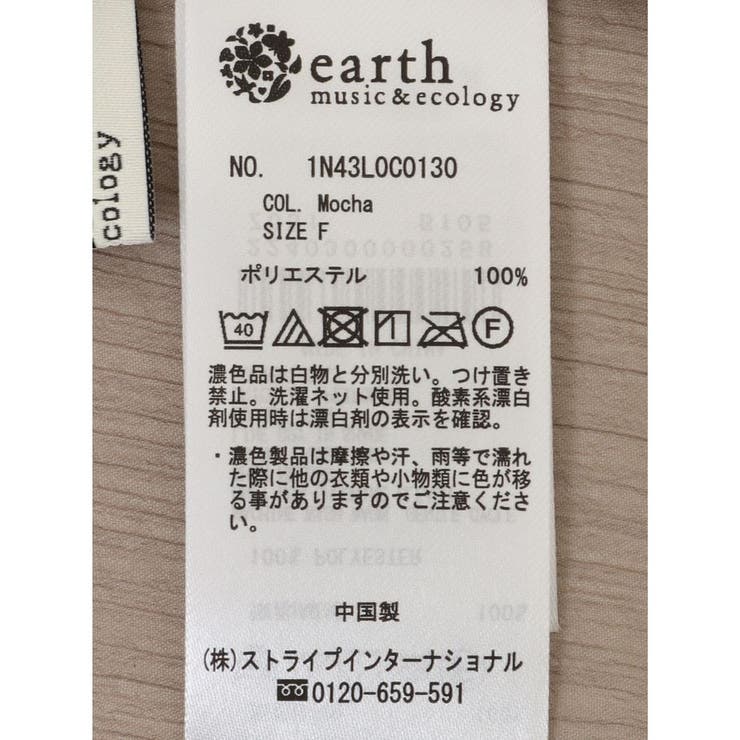 earth
music&ecology
cology
NO. 1N43L0C0130
COL. Mocha
SIZE F
ポリエステル 100%
40
F
濃色品は白物と分別洗い。つけ置き
禁止。洗濯ネット使用。酸素系漂白
剤使用時は漂白剤の表示を確認。
・濃色製品は摩擦や汗、雨等で濡れ
た際に他の衣類や小物類に色が移
る事がありますのでご注意くださ
い。
中国製
(株)ストライプインターナショナル
0120-659-591
100% POLYESTER
100%